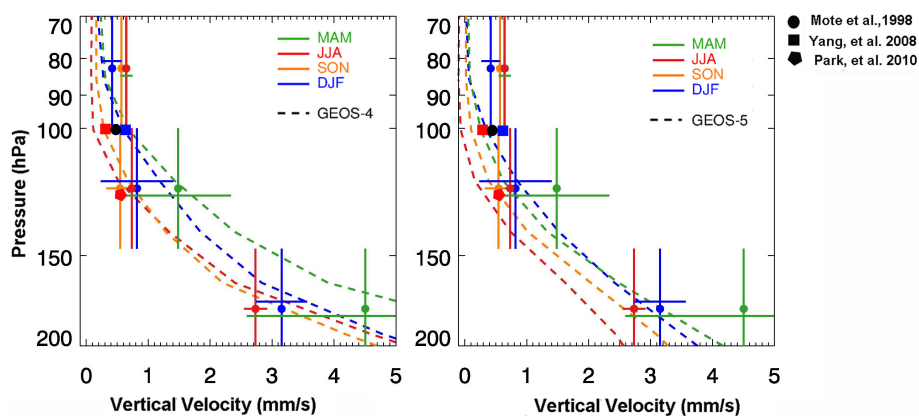 70
80
90
100
150
200
Pressure (hPa)
0 1 2 3 4 5
Vertical Velocity (mm/s)
MAM
JJA
SON
DJF
GEOS-4
70
80
90
100
150
200
0 1 2 3 4 5
Vertical Velocity (mm/s)
MAM
JJA
SON
DJF
GEOS-5
Mote et al.,1998
Yang, et al. 2008
Park, et al. 2010